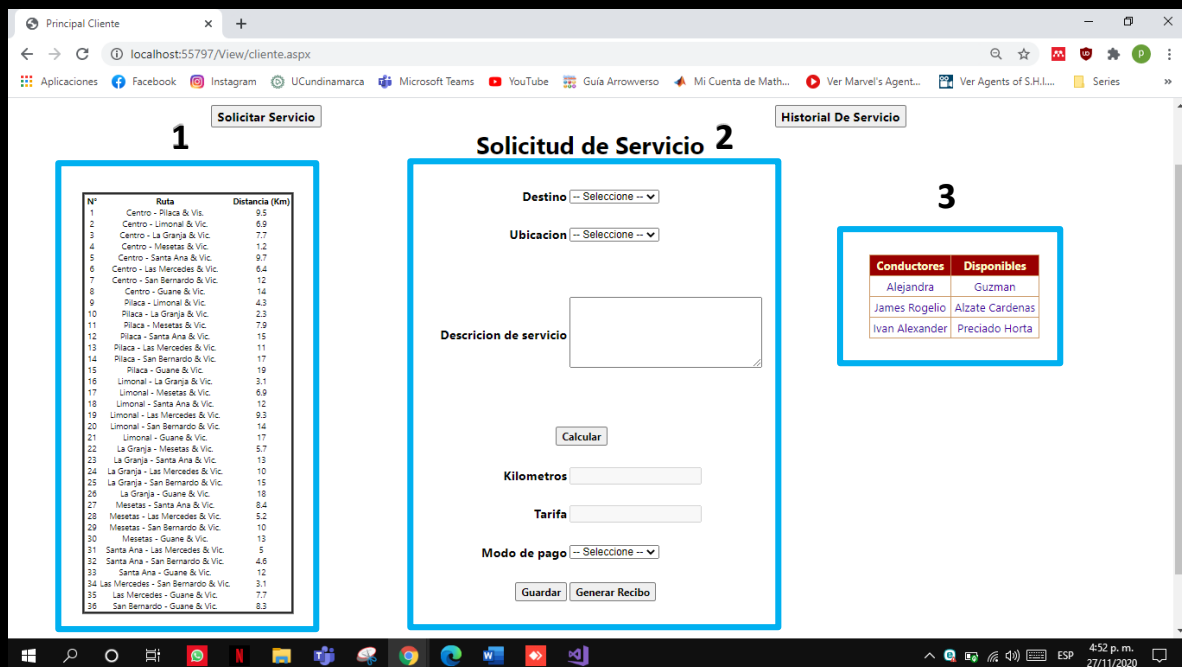 Principal Cliente
localhost:55797/View/cliente.aspx
P
Aplicaciones Facebook Instagram UCundinamarca Microsoft Teams YouTube Guía Arrowverso Mi Cuenta de Math... Ver Marvel's Agent... Ver Agents of S.H.I.... Series »
Solicitar Servicio
Historial De Servicio
1
Solicitud de Servicio 2
3
N° Ruta Distancia (Km)
1 Centro - Pilaca & Vis. 9.5
2 Centro - Limonal & Vic. 6.9
3 Centro - La Granja & Vic. 7.7
4 Centro - Mesetas & Vic. 1.2
5 Centro - Santa Ana & Vic. 9.7
6 Centro - Las Mercedes & Vic. 6.4
7 Centro - San Bernardo & Vic. 12
8 Centro - Guane & Vic. 14
9 Pilaca - Limonal & Vic. 4.3
10 Pilaca - La Granja & Vic. 2.3
11 Pilaca - Mesetas & Vic. 7.9
12 Pilaca - Santa Ana & Vic. 15
13 Pilaca - Las Mercedes & Vic. 11
14 Pilaca - San Bernardo & Vic. 17
15 Pilaca - Guane & Vic. 19
16 Limonal - La Granja & Vic. 3.1
17 Limonal - Mesetas & Vic. 6.9
18 Limonal - Santa Ana & Vic. 12
19 Limonal - Las Mercedes & Vic. 9.3
20 Limonal - San Bernardo & Vic. 14
21 Limonal - Guane & Vic. 17
22 La Granja - Mesetas & Vic. 5.7
23 La Granja - Santa Ana & Vic. 13
24 La Granja - Las Mercedes & Vic. 10
25 La Granja - San Bernardo & Vic. 15
26 La Granja - Guane & Vic. 18
27 Mesetas - Santa Ana & Vic. 8.4
28 Mesetas - Las Mercedes & Vic. 5.2
29 Mesetas - San Bernardo & Vic. 10
30 Mesetas - Guane & Vic. 13
31 Santa Ana - Las Mercedes & Vic. 5
32 Santa Ana - San Bernardo & Vic. 4.6
33 Santa Ana - Guane & Vic. 12
34 Las Mercedes - San Bernardo & Vic. 3.1
35 Las Mercedes - Guane & Vic. 7.7
36 San Bernardo - Guane & Vic. 8.3
Destino -- Seleccione --
Ubicacion -- Seleccione --
Descricion de servicio
Calcular
Kilometros
Tarifa
Modo de pago -- Seleccione --
Guardar Generar Recibo
Conductores Disponibles
Alejandra Guzman
James Rogelio Alzate Cardenas
Ivan Alexander Preciado Horta
ESP
4:52 p. m.
27/11/2020